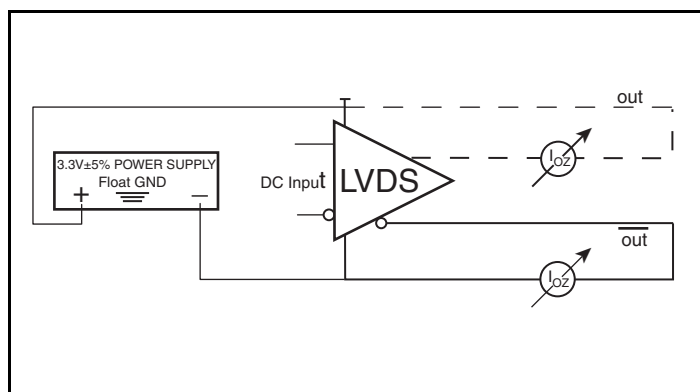 out
3.3V±5% POWER SUPPLY
Float GND
+ −
DC Input
LVDS
IOZ
out
IOZ